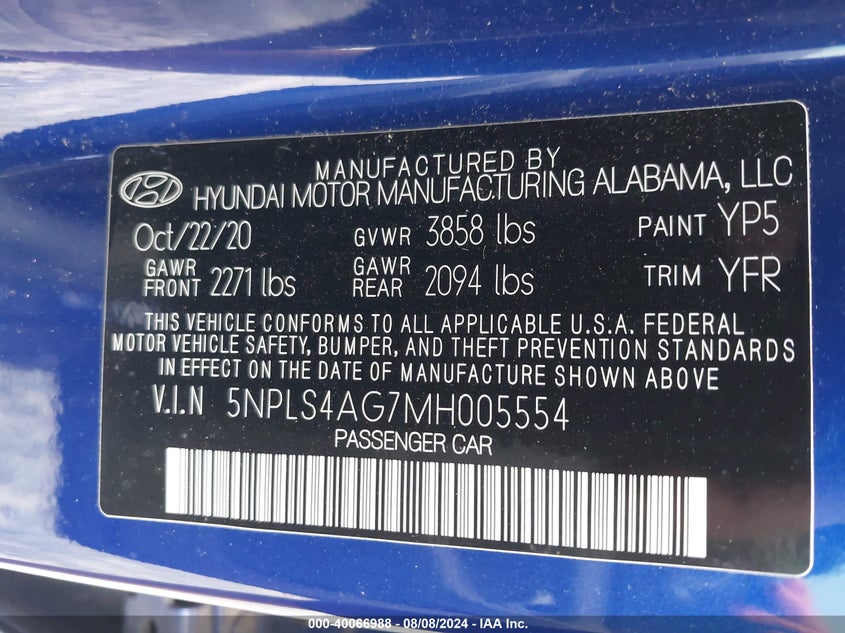 MANUFACTURED BY
HYUNDAI MOTOR MANUFACTURING ALABAMA, LLC
Oct/22/20 GVWR 3858 lbs PAINT YP5
GAWR FRONT 2271 lbs GAWR REAR 2094 lbs TRIM YFR
THIS VEHICLE CONFORMS TO ALL APPLICABLE U.S.A. FEDERAL
MOTOR VEHICLE SAFETY, BUMPER, AND THEFT PREVENTION STANDARDS
IN EFFECT ON THE DATE OF MANUFACTURE SHOWN ABOVE
V.I.N 5NPLS4AG7MH005554
PASSENGER CAR
000-40066988 - 08/08/2024 - IAA Inc.